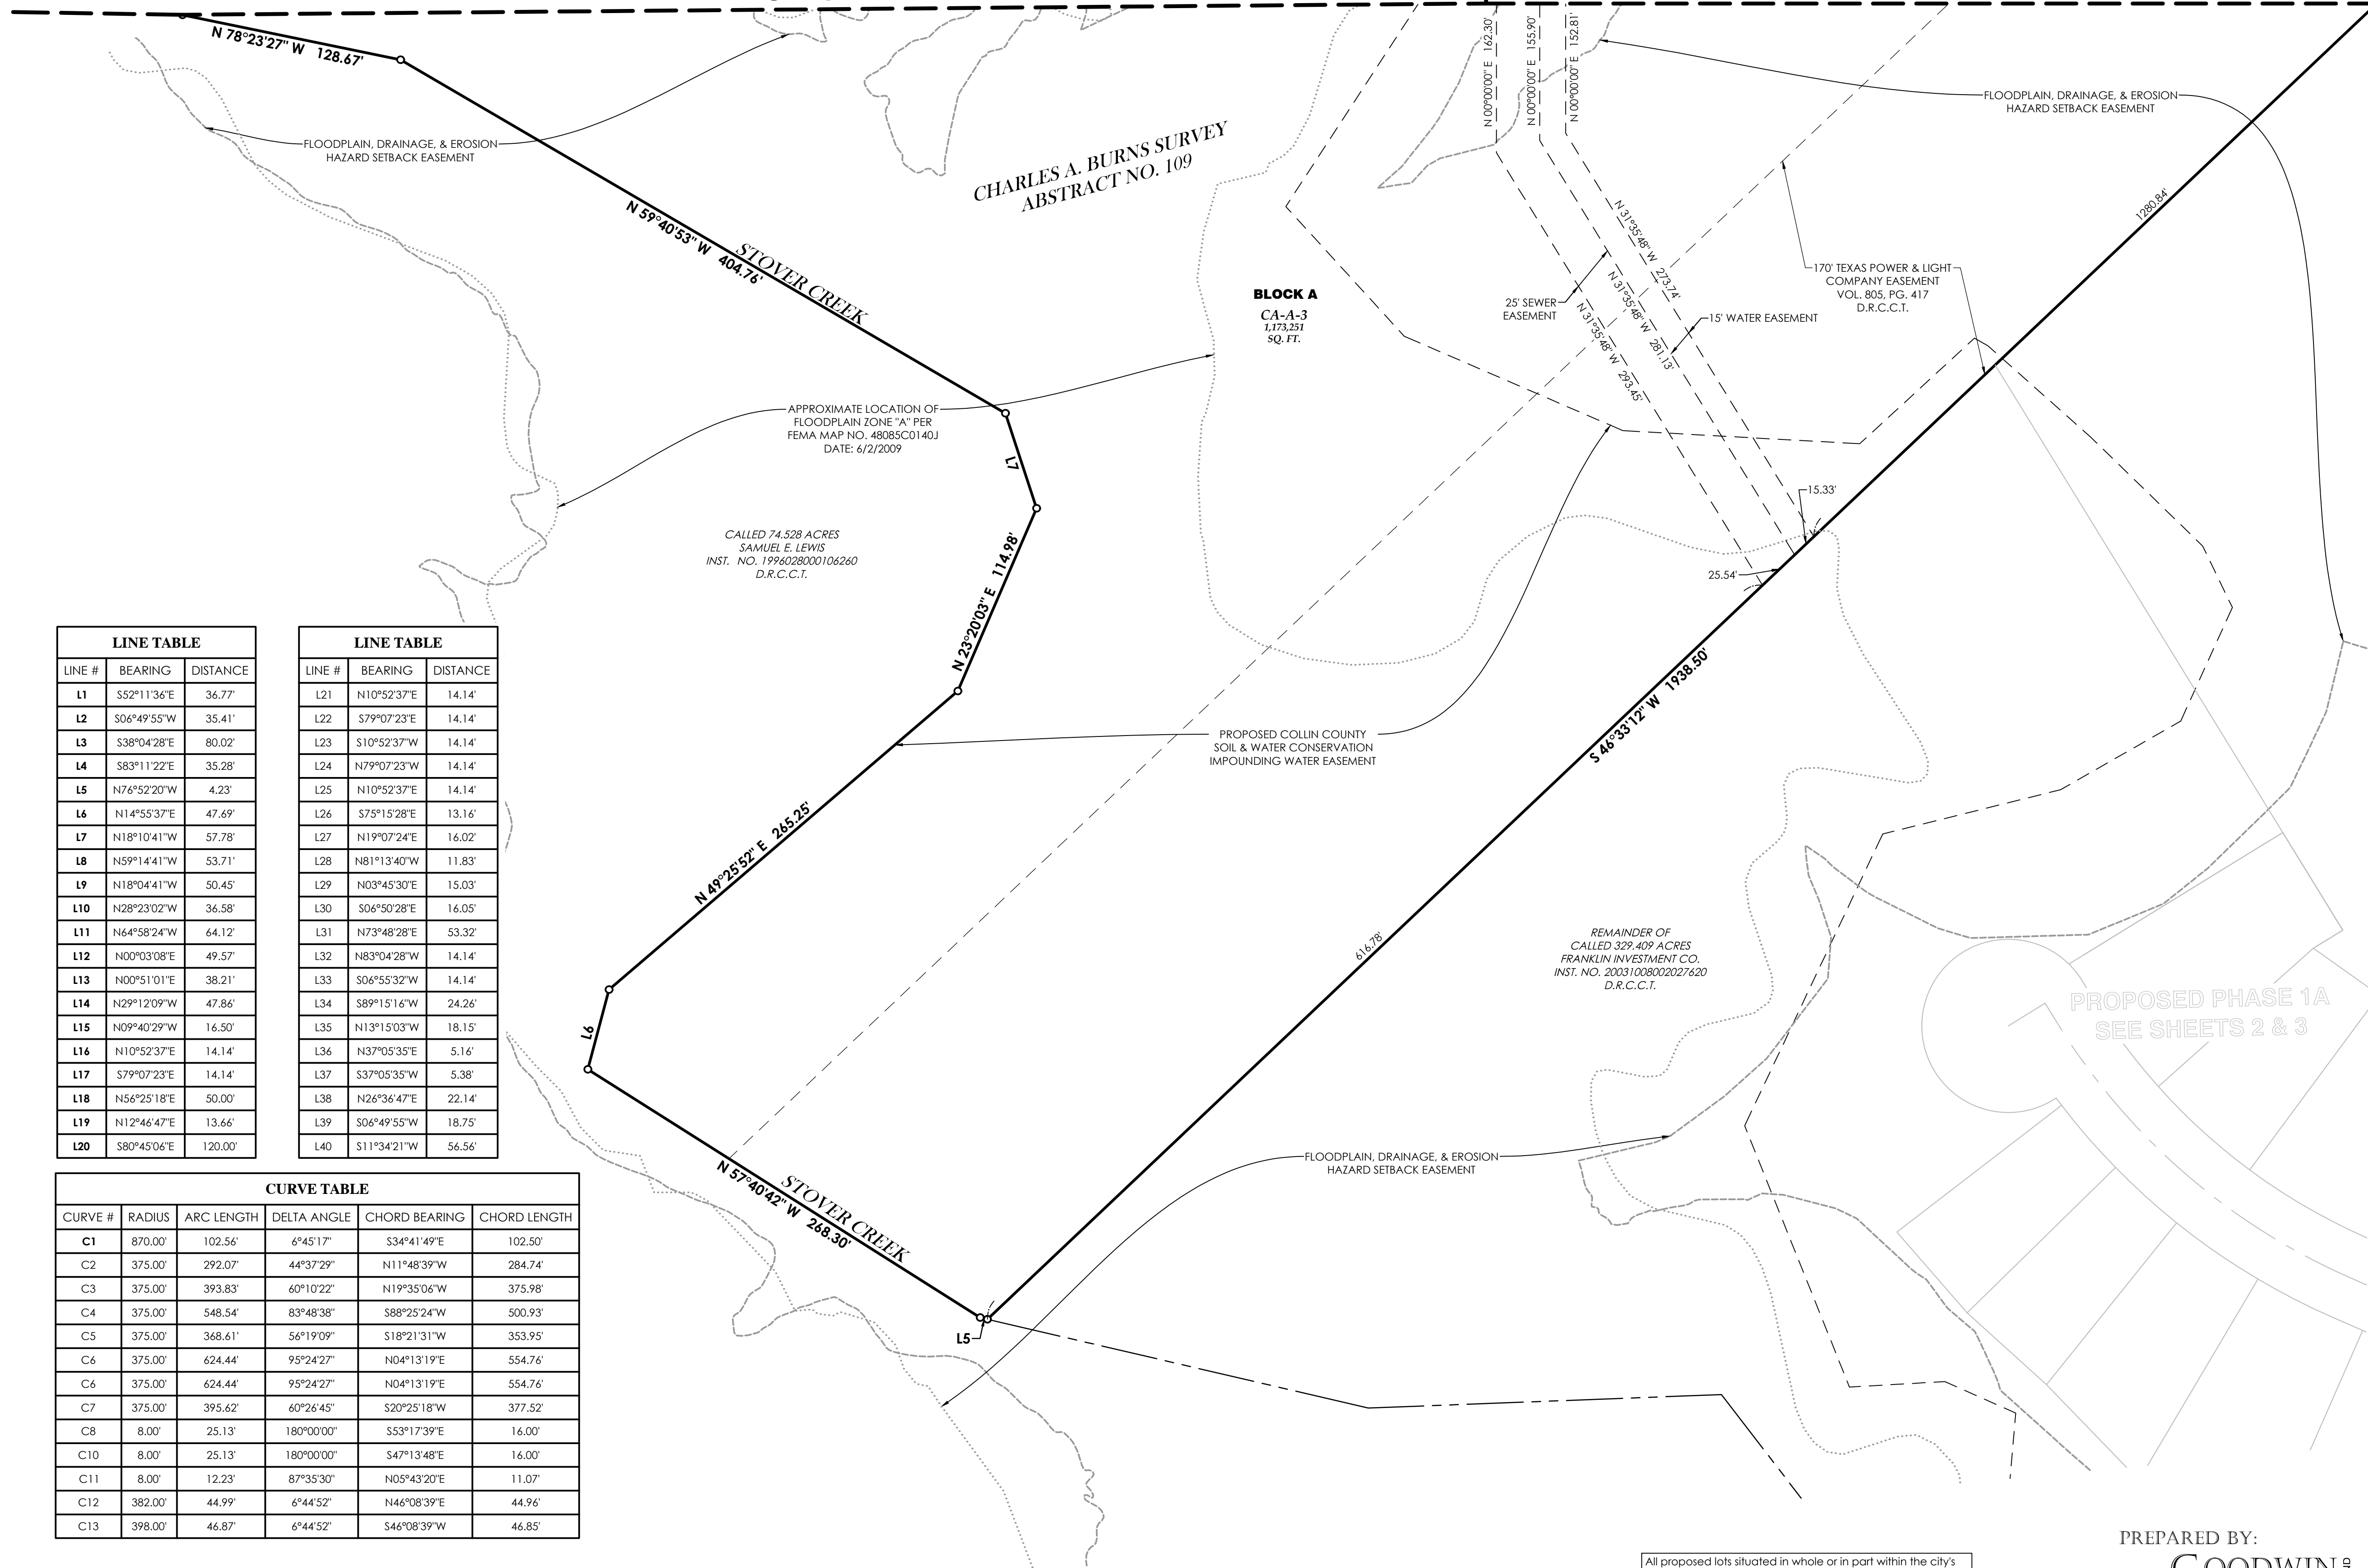 N 78°23'27" W 128.67'
FLOODPLAIN, DRAINAGE, & EROSION
HAZARD SETBACK EASEMENT
N 59°40'53" W 404.76'
STOVER CREEK
CHARLES A. BURNS SURVEY
ABSTRACT NO. 109
N 00°00'00" E 162.30'
N 00°00'00" E 155.90'
N 00°00'00" E 152.81'
FLOODPLAIN, DRAINAGE, & EROSION
HAZARD SETBACK EASEMENT
1280.84'
BLOCK A
CA-A-3
1,173,251
SQ. FT.
25' SEWER
EASEMENT
N 31°35'48" W 293.45'
N 31°35'48" W 281.13'
N 31°35'48" W 273.74'
15' WATER EASEMENT
170' TEXAS POWER & LIGHT
COMPANY EASEMENT
VOL. 805, PG. 417
D.R.C.C.T.
APPROXIMATE LOCATION OF
FLOODPLAIN ZONE "A" PER
FEMA MAP NO. 48085C0140J
DATE: 6/2/2009
L7
15.33'
25.54'
CALLED 74.528 ACRES
SAMUEL E. LEWIS
INST. NO. 1996028000106260
D.R.C.C.T.
N 23°20'03" E 114.98'
S 46°33'12" W 1938.50'
PROPOSED COLLIN COUNTY
SOIL & WATER CONSERVATION
IMPOUNDING WATER EASEMENT
N 49°25'52" E 265.25'
616.78'
REMAINDER OF
CALLED 329.409 ACRES
FRANKLIN INVESTMENT CO.
INST. NO. 20031008002027620
D.R.C.C.T.
PROPOSED PHASE 1A
SEE SHEETS 2 & 3
L6
N 57°40'42" W 268.30'
STOVER CREEK
FLOODPLAIN, DRAINAGE, & EROSION
HAZARD SETBACK EASEMENT
L5
LINE TABLE
LINE # BEARING DISTANCE
L1 S52°11'36"E 36.77'
L2 S06°49'55"W 35.41'
L3 S38°04'28"E 80.02'
L4 S83°11'22"E 35.28'
L5 N76°52'20"W 4.23'
L6 N14°55'37"E 47.69'
L7 N18°10'41"W 57.78'
L8 N59°14'41"W 53.71'
L9 N18°04'41"W 50.45'
L10 N28°23'02"W 36.58'
L11 N64°58'24"W 64.12'
L12 N00°03'08"E 49.57'
L13 N00°51'01"E 38.21'
L14 N29°12'09"W 47.86'
L15 N09°40'29"W 16.50'
L16 N10°52'37"E 14.14'
L17 S79°07'23"E 14.14'
L18 N56°25'18"E 50.00'
L19 N12°46'47"E 13.66'
L20 S80°45'06"E 120.00'
LINE TABLE
LINE # BEARING DISTANCE
L21 N10°52'37"E 14.14'
L22 S79°07'23"E 14.14'
L23 S10°52'37"W 14.14'
L24 N79°07'23"W 14.14'
L25 N10°52'37"E 14.14'
L26 S75°15'28"E 13.16'
L27 N19°07'24"E 16.02'
L28 N81°13'40"W 11.83'
L29 N03°45'30"E 15.03'
L30 S06°50'28"E 16.05'
L31 N73°48'28"E 53.32'
L32 N83°04'28"W 14.14'
L33 S06°55'32"W 14.14'
L34 S89°15'16"W 24.26'
L35 N13°15'03"W 18.15'
L36 N37°05'35"E 5.16'
L37 S37°05'35"W 5.38'
L38 N26°36'47"E 22.14'
L39 S06°49'55"W 18.75'
L40 S11°34'21"W 56.56'
CURVE TABLE
CURVE # RADIUS ARC LENGTH DELTA ANGLE CHORD BEARING CHORD LENGTH
C1 870.00' 102.56' 6°45'17" S34°41'49"E 102.50'
C2 375.00' 292.07' 44°37'29" N11°48'39"W 284.74'
C3 375.00' 393.83' 60°10'22" N19°35'06"W 375.98'
C4 375.00' 548.54' 83°48'38" S88°25'24"W 500.93'
C5 375.00' 368.61' 56°19'09" S18°21'31"W 353.95'
C6 375.00' 624.44' 95°24'27" N04°13'19"E 554.76'
C6 375.00' 624.44' 95°24'27" N04°13'19"E 554.76'
C7 375.00' 395.62' 60°26'45" S20°25'18"W 377.52'
C8 8.00' 25.13' 180°00'00" S53°17'39"E 16.00'
C10 8.00' 25.13' 180°00'00" S47°13'48"E 16.00'
C11 8.00' 12.23' 87°35'30" N05°43'20"E 11.07'
C12 382.00' 44.99' 6°44'52" N46°08'39"E 44.96'
C13 398.00' 46.87' 6°44'52" S46°08'39"W 46.85'
All proposed lots situated in whole or in part within the city's
PREPARED BY:
GOODWIN